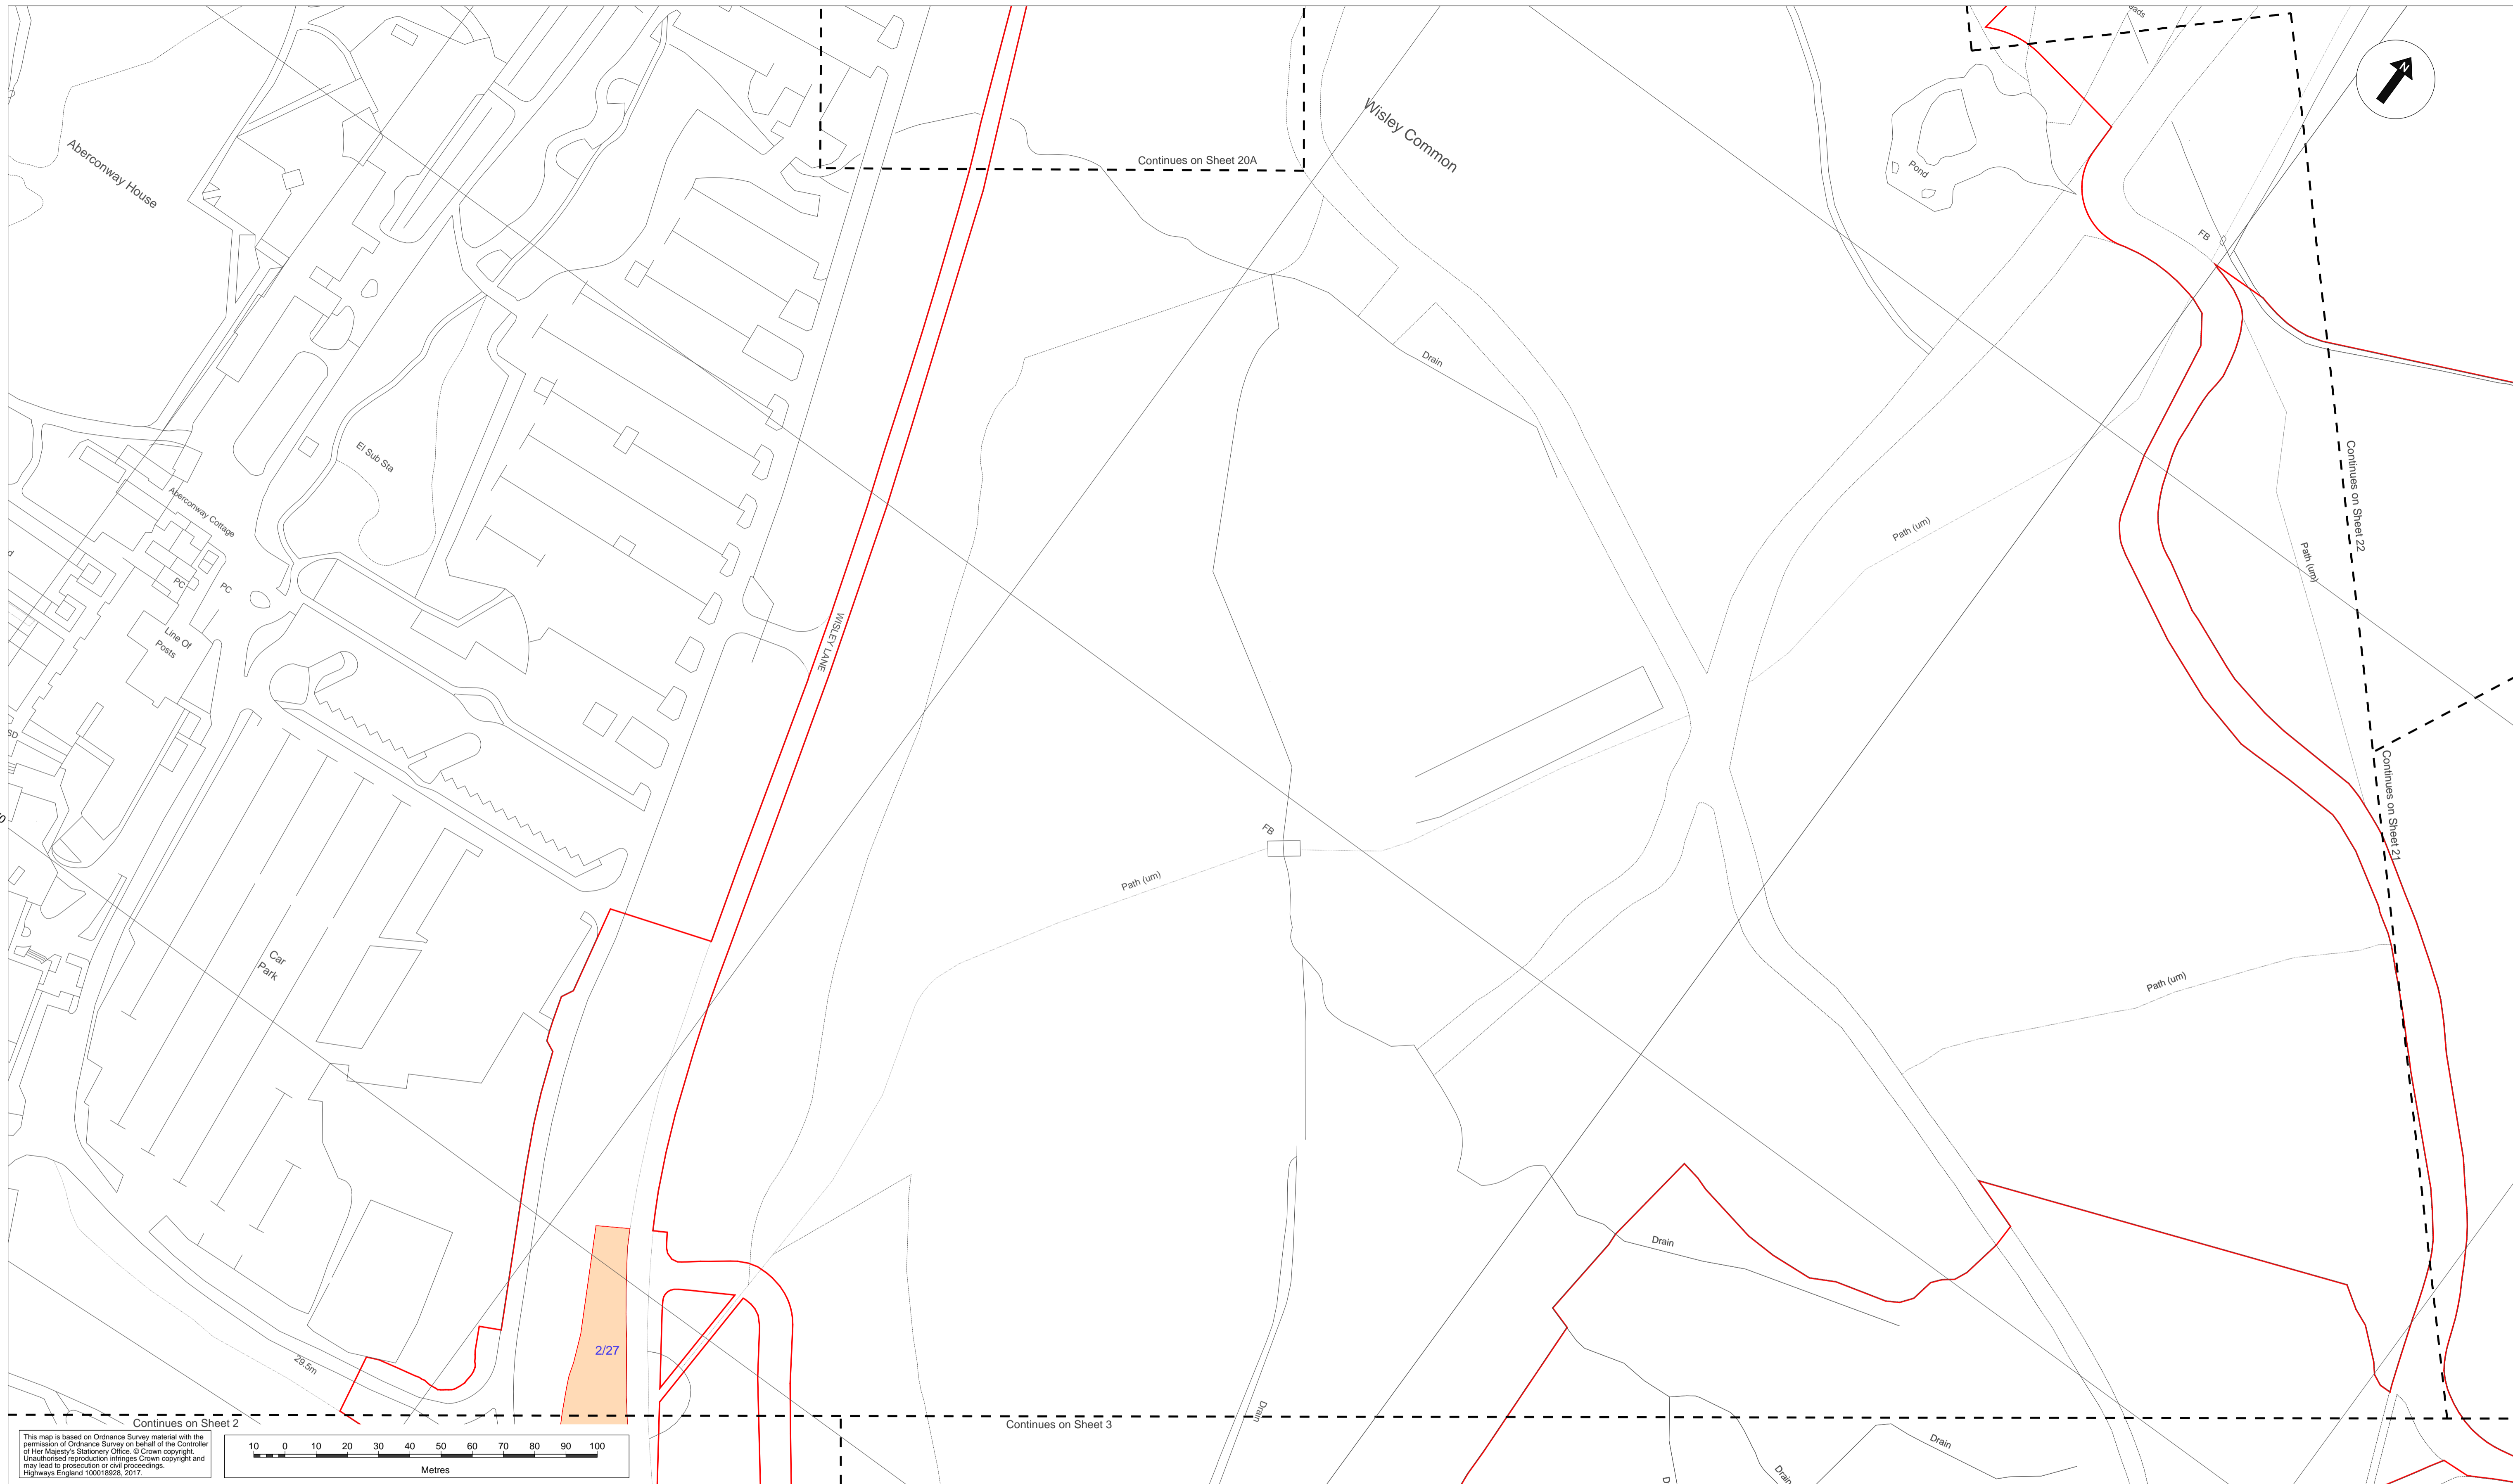 N
Aberconway House
Continues on Sheet 20A
Wisley Common
Pond
FB
Drain
El Sub Sta
Aberconway Cottage
PC
PC
Line Of
Posts
WISLEY LANE
Path (um)
Path (um)
Continues on Sheet 22
Continues on Sheet 21
FB
Path (um)
Path (um)
Car
Park
Drain
2/27
29.5m
Drain
Drain
Drain
Continues on Sheet 2
Continues on Sheet 3
This map is based on Ordnance Survey material with the
permission of Ordnance Survey on behalf of the Controller
of Her Majesty's Stationery Office. © Crown copyright.
Unauthorised reproduction infringes Crown copyright and
may lead to prosecution or civil proceedings.
Highways England 100018928, 2017.
10 0 10 20 30 40 50 60 70 80 90 100
Metres